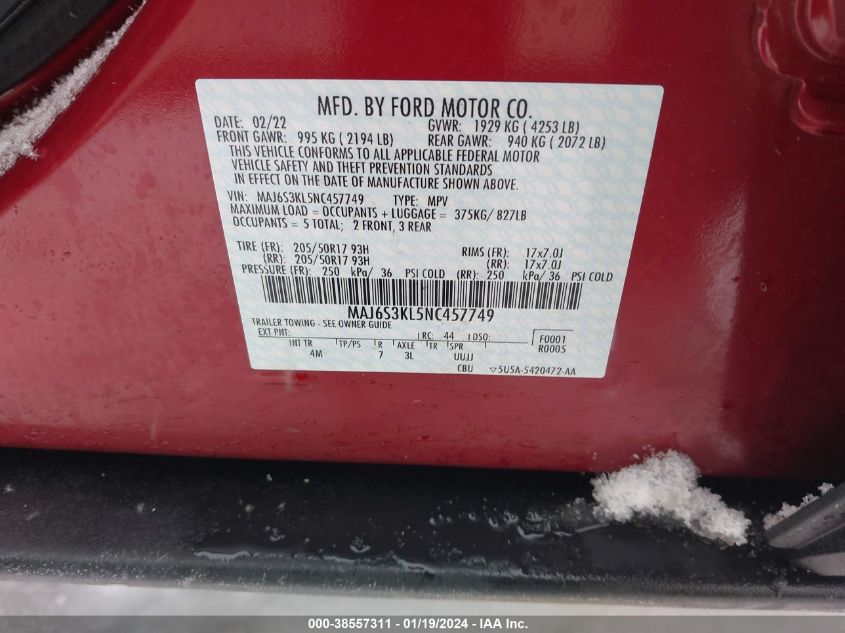 MFD. BY FORD MOTOR CO.
DATE: 02/22 GVWR: 1929 KG ( 4253 LB)
FRONT GAWR: 995 KG ( 2194 LB) REAR GAWR: 940 KG ( 2072 LB)
THIS VEHICLE CONFORMS TO ALL APPLICABLE FEDERAL MOTOR
VEHICLE SAFETY AND THEFT PREVENTION STANDARDS
IN EFFECT ON THE DATE OF MANUFACTURE SHOWN ABOVE.
VIN: MAJ6S3KL5NC457749 TYPE: MPV
MAXIMUM LOAD = OCCUPANTS + LUGGAGE = 375KG/ 827LB
OCCUPANTS = 5 TOTAL; 2 FRONT, 3 REAR
TIRE (FR): 205/50R17 93H RIMS (FR): 17x7.0J
(RR): 205/50R17 93H (RR): 17x7.0J
PRESSURE (FR): 250 kPa/ 36 PSI COLD (RR): 250 kPa/ 36 PSI COLD
MAJ6S3KL5NC457749
TRAILER TOWING - SEE OWNER GUIDE
EXT PNT: RC: 44 DSO: F0001
INT TR TP/PS R AXLE TR SPR R0005
4M 7 3L UUJJ
CBU 5U5A-5420472-AA
000-38557311 - 01/19/2024 - IAA Inc.